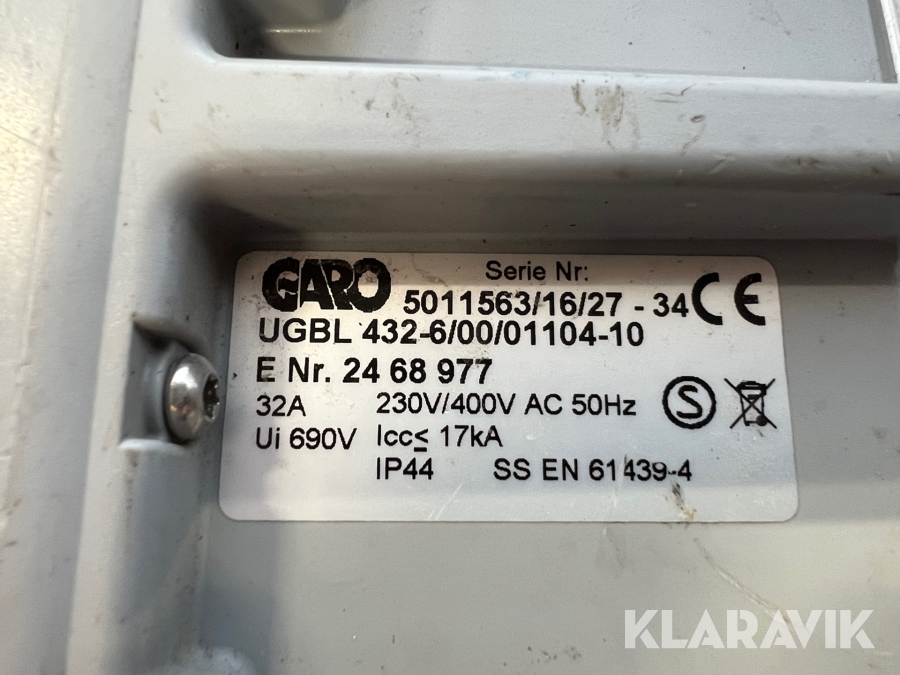 GARO Serie Nr:
5011563/16/27 - 34 CE
UGBL 432-6/00/01104-10
E Nr. 24 68 977
32A 230V/400V AC 50Hz S
Ui 690V Icc≤ 17kA
IP44 SS EN 61439-4
KLARAVIK